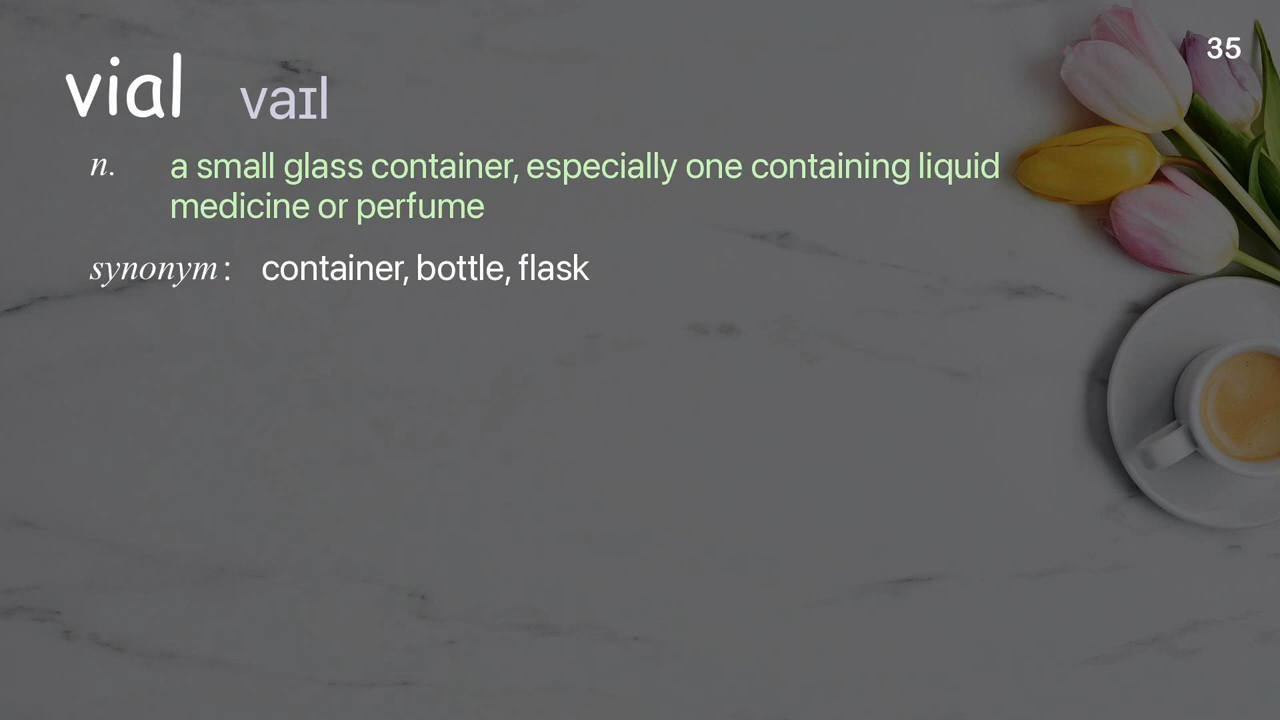 35
vial vaɪl
n. a small glass container, especially one containing liquid
medicine or perfume
synonym: container, bottle, flask